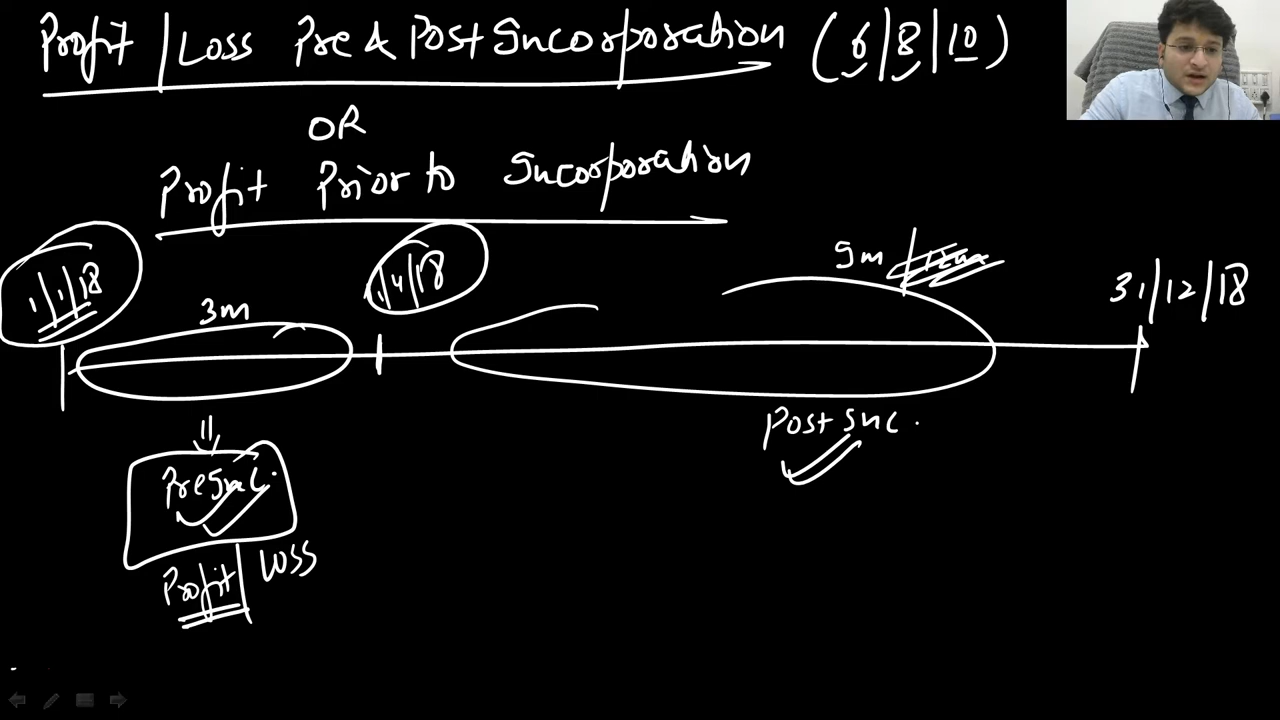 Profit | Loss Pre & Post Incorporation (6|8|10)
OR
Profit Prior to Incorporation
1|1|18
1|4|18
3m
9m
31|12|18
Post Inc.
Pre Inc.
Profit | Loss